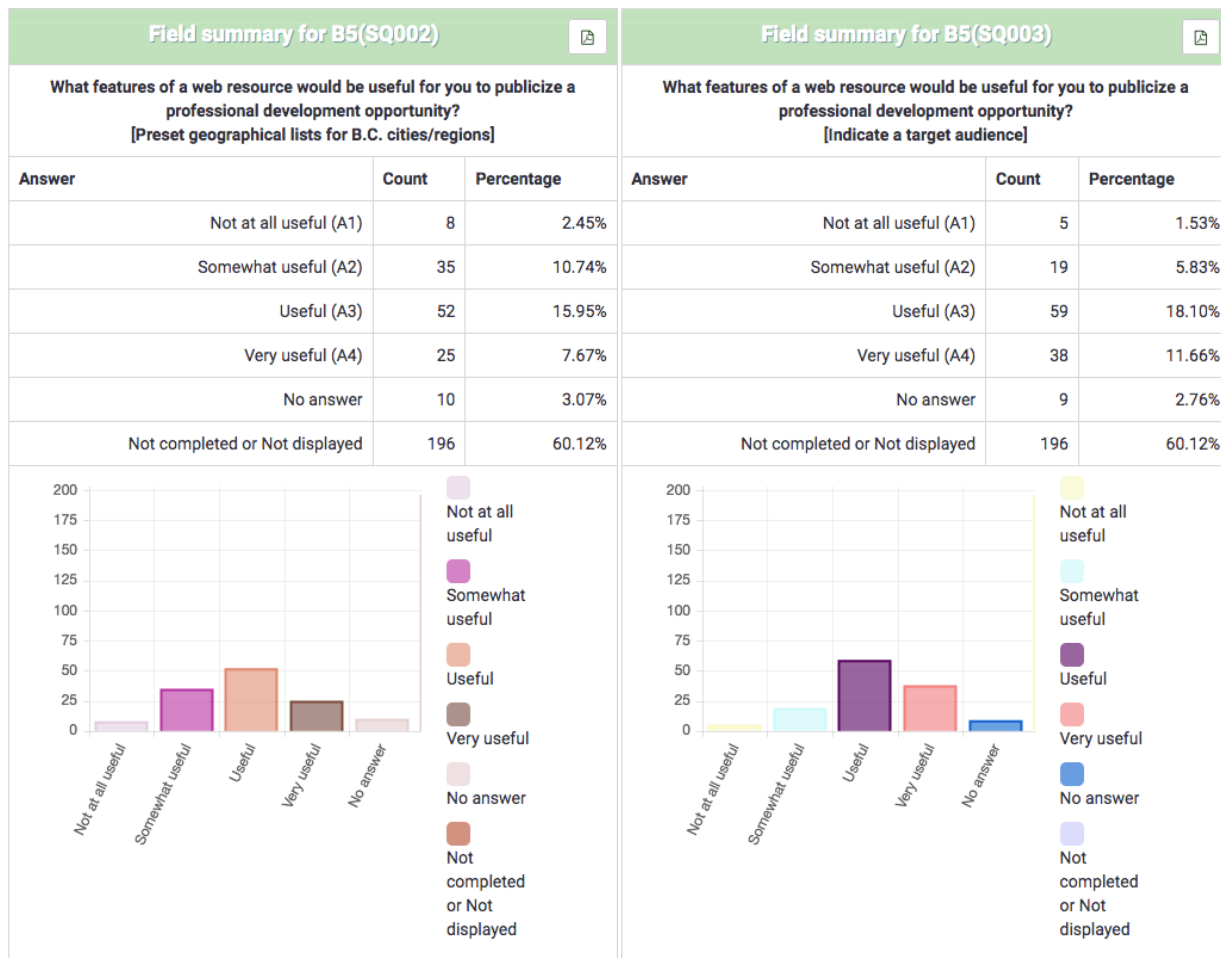 Field summary for B5(SQ002)
What features of a web resource would be useful for you to publicize a
professional development opportunity?
[Preset geographical lists for B.C. cities/regions]
Answer Count Percentage
Not at all useful (A1) 8 2.45%
Somewhat useful (A2) 35 10.74%
Useful (A3) 52 15.95%
Very useful (A4) 25 7.67%
No answer 10 3.07%
Not completed or Not displayed 196 60.12%
200
175
150
125
100
75
50
25
0
Not at all useful
Somewhat useful
Useful
Very useful
No answer
Not at all
useful
Somewhat
useful
Useful
Very useful
No answer
Not
completed
or Not
displayed
Field summary for B5(SQ003)
What features of a web resource would be useful for you to publicize a
professional development opportunity?
[Indicate a target audience]
Answer Count Percentage
Not at all useful (A1) 5 1.53%
Somewhat useful (A2) 19 5.83%
Useful (A3) 59 18.10%
Very useful (A4) 38 11.66%
No answer 9 2.76%
Not completed or Not displayed 196 60.12%
200
175
150
125
100
75
50
25
0
Not at all useful
Somewhat useful
Useful
Very useful
No answer
Not at all
useful
Somewhat
useful
Useful
Very useful
No answer
Not
completed
or Not
displayed